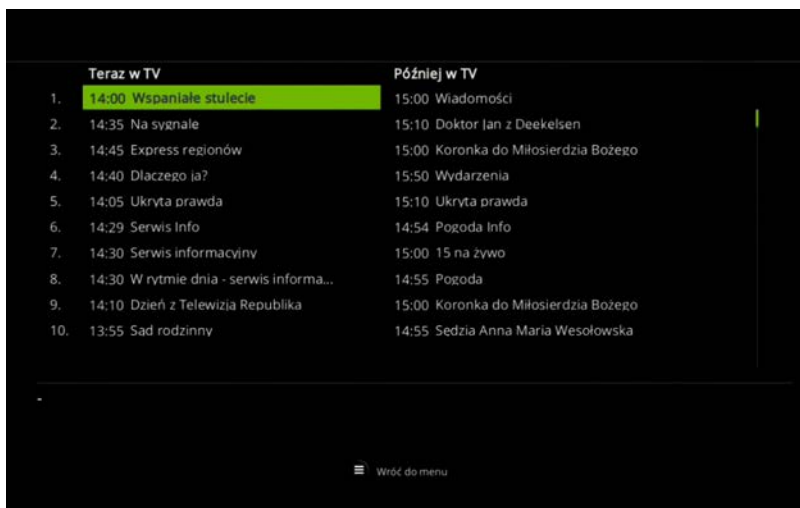 Teraz w TV Później w TV
1. 14:00 Wspaniałe stulecie 15:00 Wiadomości
2. 14:35 Na sygnale 15:10 Doktor Jan z Deekelsen
3. 14:45 Express regionów 15:00 Koronka do Miłosierdzia Bożego
4. 14:40 Dlaczego ja? 15:50 Wydarzenia
5. 14:05 Ukryta prawda 15:10 Ukryta prawda
6. 14:29 Serwis Info 14:54 Pogoda Info
7. 14:30 Serwis informacyjny 15:00 15 na żywo
8. 14:30 W rytmie dnia - serwis informa... 14:55 Pogoda
9. 14:10 Dzień z Telewizją Republika 15:00 Koronka do Miłosierdzia Bożego
10. 13:55 Sąd rodzinny 14:55 Sędzia Anna Maria Wesołowska
-
Wróć do menu